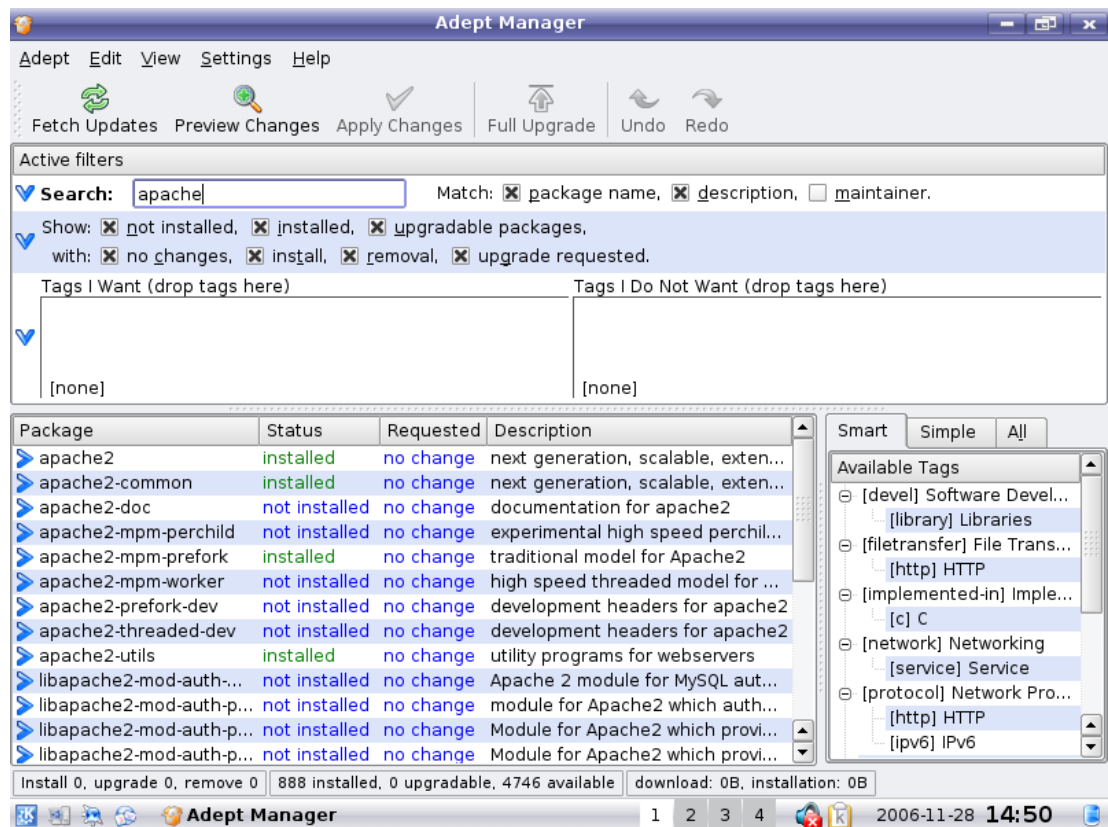 Adept Manager
Adept Edit View Settings Help
Fetch Updates Preview Changes Apply Changes Full Upgrade Undo Redo
Active filters
Search: apache Match: package name, description, maintainer.
Show: not installed, installed, upgradable packages,
with: no changes, install, removal, upgrade requested.
Tags I Want (drop tags here) Tags I Do Not Want (drop tags here)
[none] [none]
Package Status Requested Description
apache2 installed no change next generation, scalable, exten...
apache2-common installed no change next generation, scalable, exten...
apache2-doc not installed no change documentation for apache2
apache2-mpm-perchild not installed no change experimental high speed perchil...
apache2-mpm-prefork installed no change traditional model for Apache2
apache2-mpm-worker not installed no change high speed threaded model for ...
apache2-prefork-dev not installed no change development headers for apache2
apache2-threaded-dev not installed no change development headers for apache2
apache2-utils installed no change utility programs for webservers
libapache2-mod-auth-... not installed no change Apache 2 module for MySQL aut...
libapache2-mod-auth-p... not installed no change module for Apache2 which auth...
libapache2-mod-auth-p... not installed no change Module for Apache2 which provi...
libapache2-mod-auth-p... not installed no change Module for Apache2 which provi...
Smart Simple All
Available Tags
[devel] Software Devel...
[library] Libraries
[filetransfer] File Trans...
[http] HTTP
[implemented-in] Imple...
[c] C
[network] Networking
[service] Service
[protocol] Network Pro...
[http] HTTP
[ipv6] IPv6
Install 0, upgrade 0, remove 0 888 installed, 0 upgradable, 4746 available download: 0B, installation: 0B
Adept Manager 1 2 3 4 2006-11-28 14:50